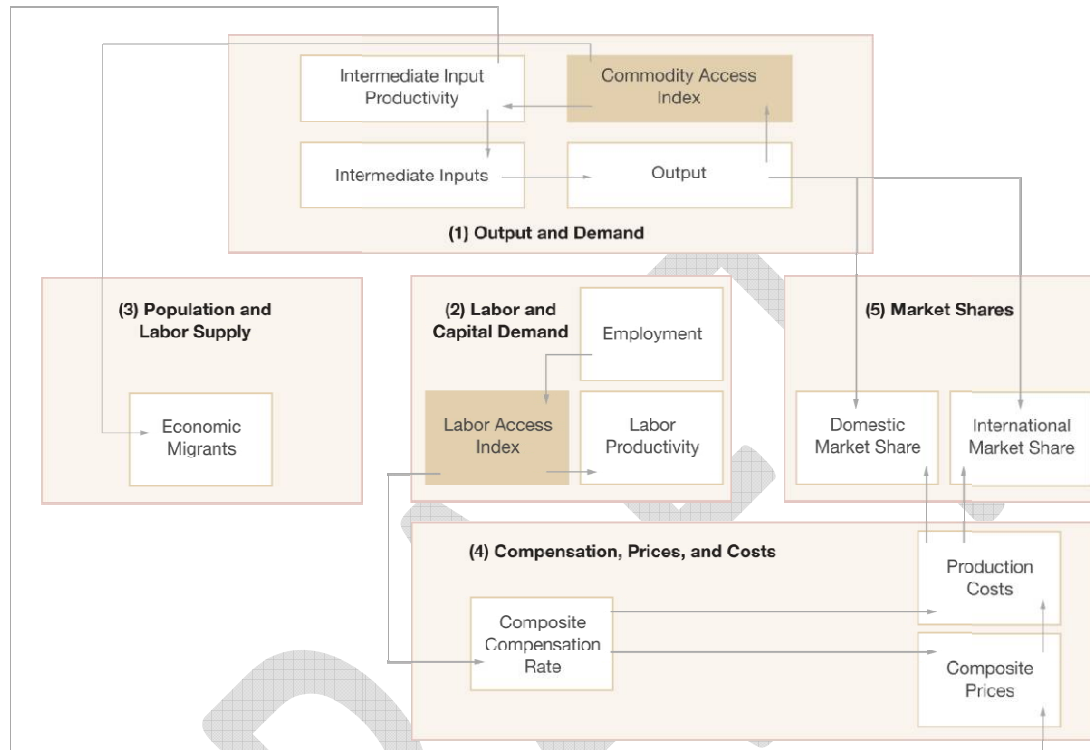 Intermediate Input
Productivity
Commodity Access
Index
Intermediate Inputs
Output
(1) Output and Demand
(3) Population and
Labor Supply
Economic
Migrants
(2) Labor and
Capital Demand
Employment
Labor Access
Index
Labor
Productivity
(5) Market Shares
Domestic
Market Share
International
Market Share
(4) Compensation, Prices, and Costs
Composite
Compensation
Rate
Production
Costs
Composite
Prices